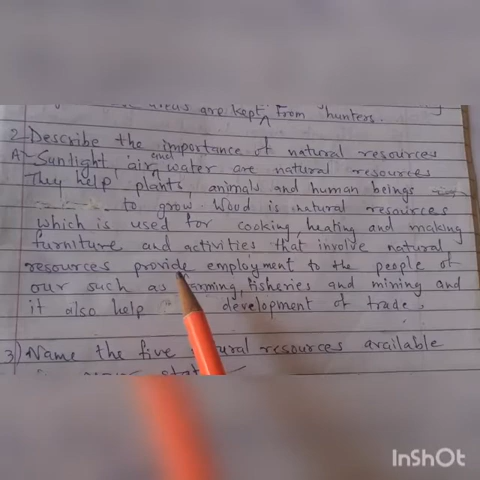 are kept from hunters.
2 Describe the importance of natural resources
A Sunlight, air and water are natural resources
They help plants, animals and human beings
to grow. Wood is natural resources
which is used for cooking, heating and making
furniture and activities that involve natural
resources provide employment to the people of
our such as farming, fisheries and mining and
it also help development of trade.
3) Name the five natural resources available
InShOt